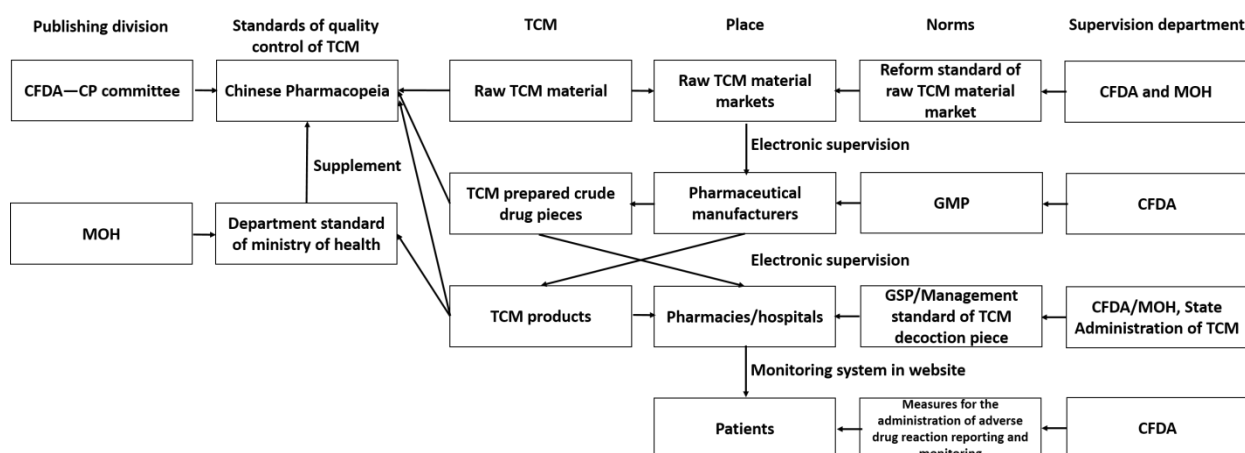 Publishing division
Standards of quality
control of TCM
TCM
Place
Norms
Supervision department
CFDA—CP committee
Chinese Pharmacopeia
Raw TCM material
Raw TCM material
markets
Reform standard of
raw TCM material
market
CFDA and MOH
Supplement
Electronic supervision
MOH
Department standard
of ministry of health
TCM prepared crude
drug pieces
Pharmaceutical
manufacturers
GMP
CFDA
Electronic supervision
TCM products
Pharmacies/hospitals
GSP/Management
standard of TCM
decoction piece
CFDA/MOH, State
Administration of TCM
Monitoring system in website
Patients
Measures for the
administration of adverse
drug reaction reporting and
monitoring
CFDA